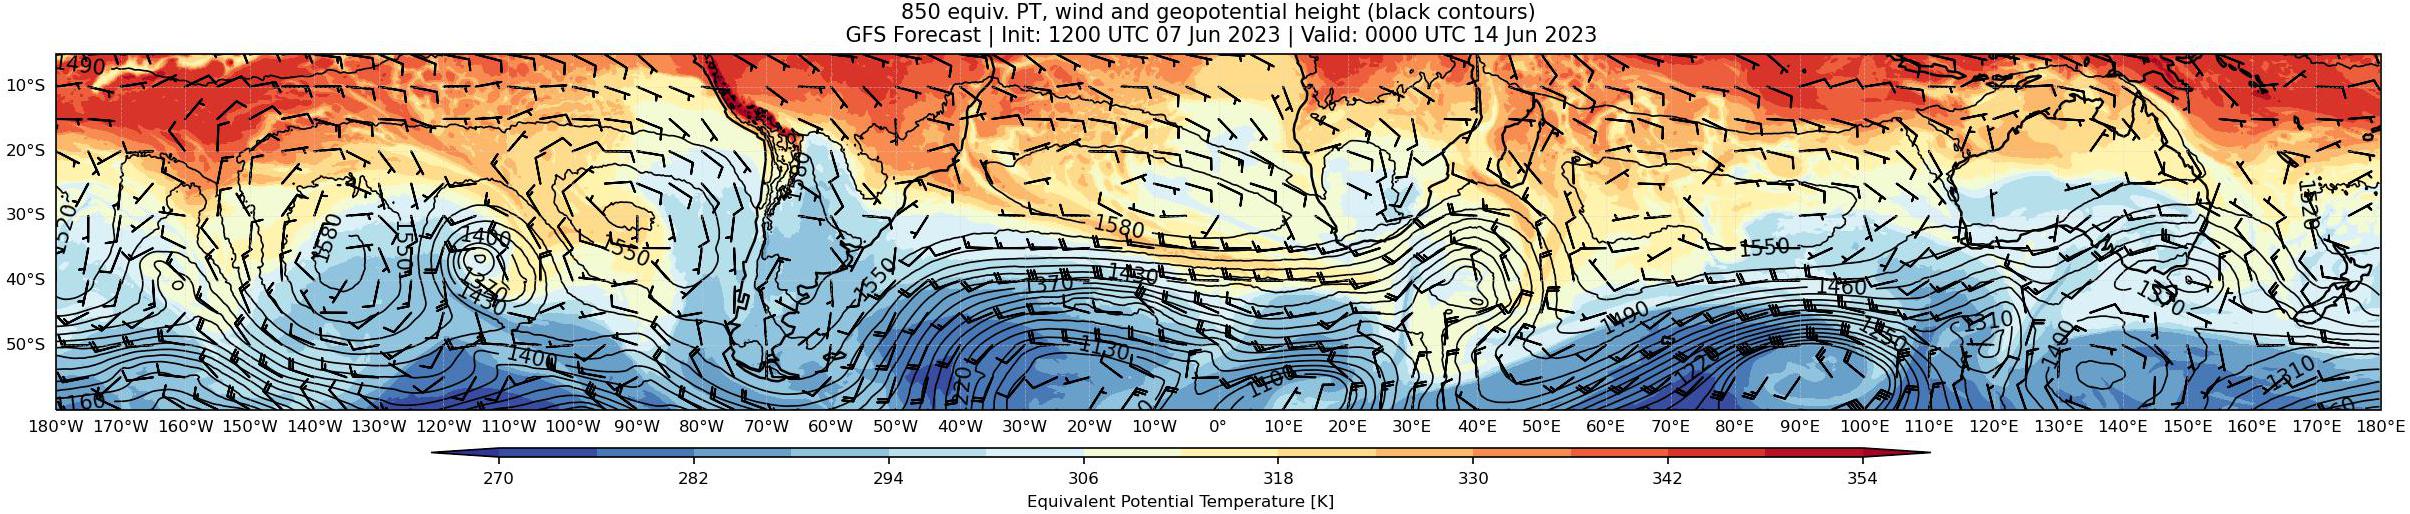 850 equiv. PT, wind and geopotential height (black contours)
GFS Forecast | Init: 1200 UTC 07 Jun 2023 | Valid: 0000 UTC 14 Jun 2023
1490
10°S
20°S
1580
30°S
1520
1580
1550
1400
1550
1580
1550
1520
40°S
1370
1430
1550
1370
1430
1460
1490
1310
1400
50°S
1400
1130
1220
1310
1160
180°W 170°W 160°W 150°W 140°W 130°W 120°W 110°W 100°W 90°W 80°W 70°W 60°W 50°W 40°W 30°W 20°W 10°W 0° 10°E 20°E 30°E 40°E 50°E 60°E 70°E 80°E 90°E 100°E 110°E 120°E 130°E 140°E 150°E 160°E 170°E 180°E
270 282 294 306 318 330 342 354
Equivalent Potential Temperature [K]